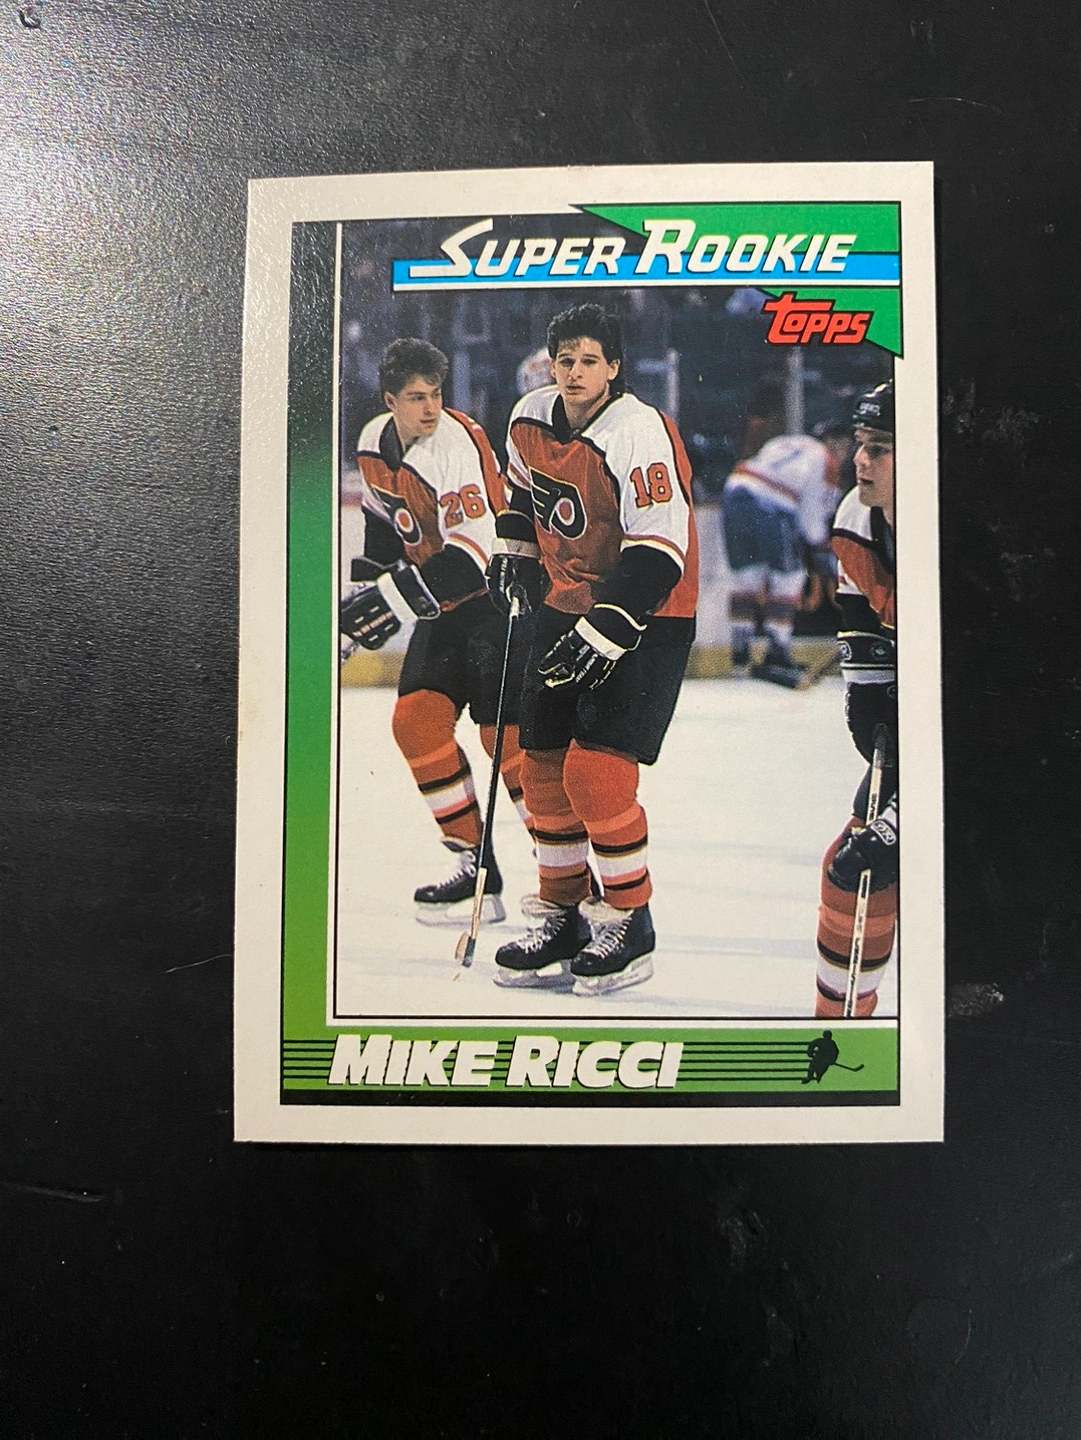 SUPER ROOKIE
TOPPS
26
18
MIKE RICCI